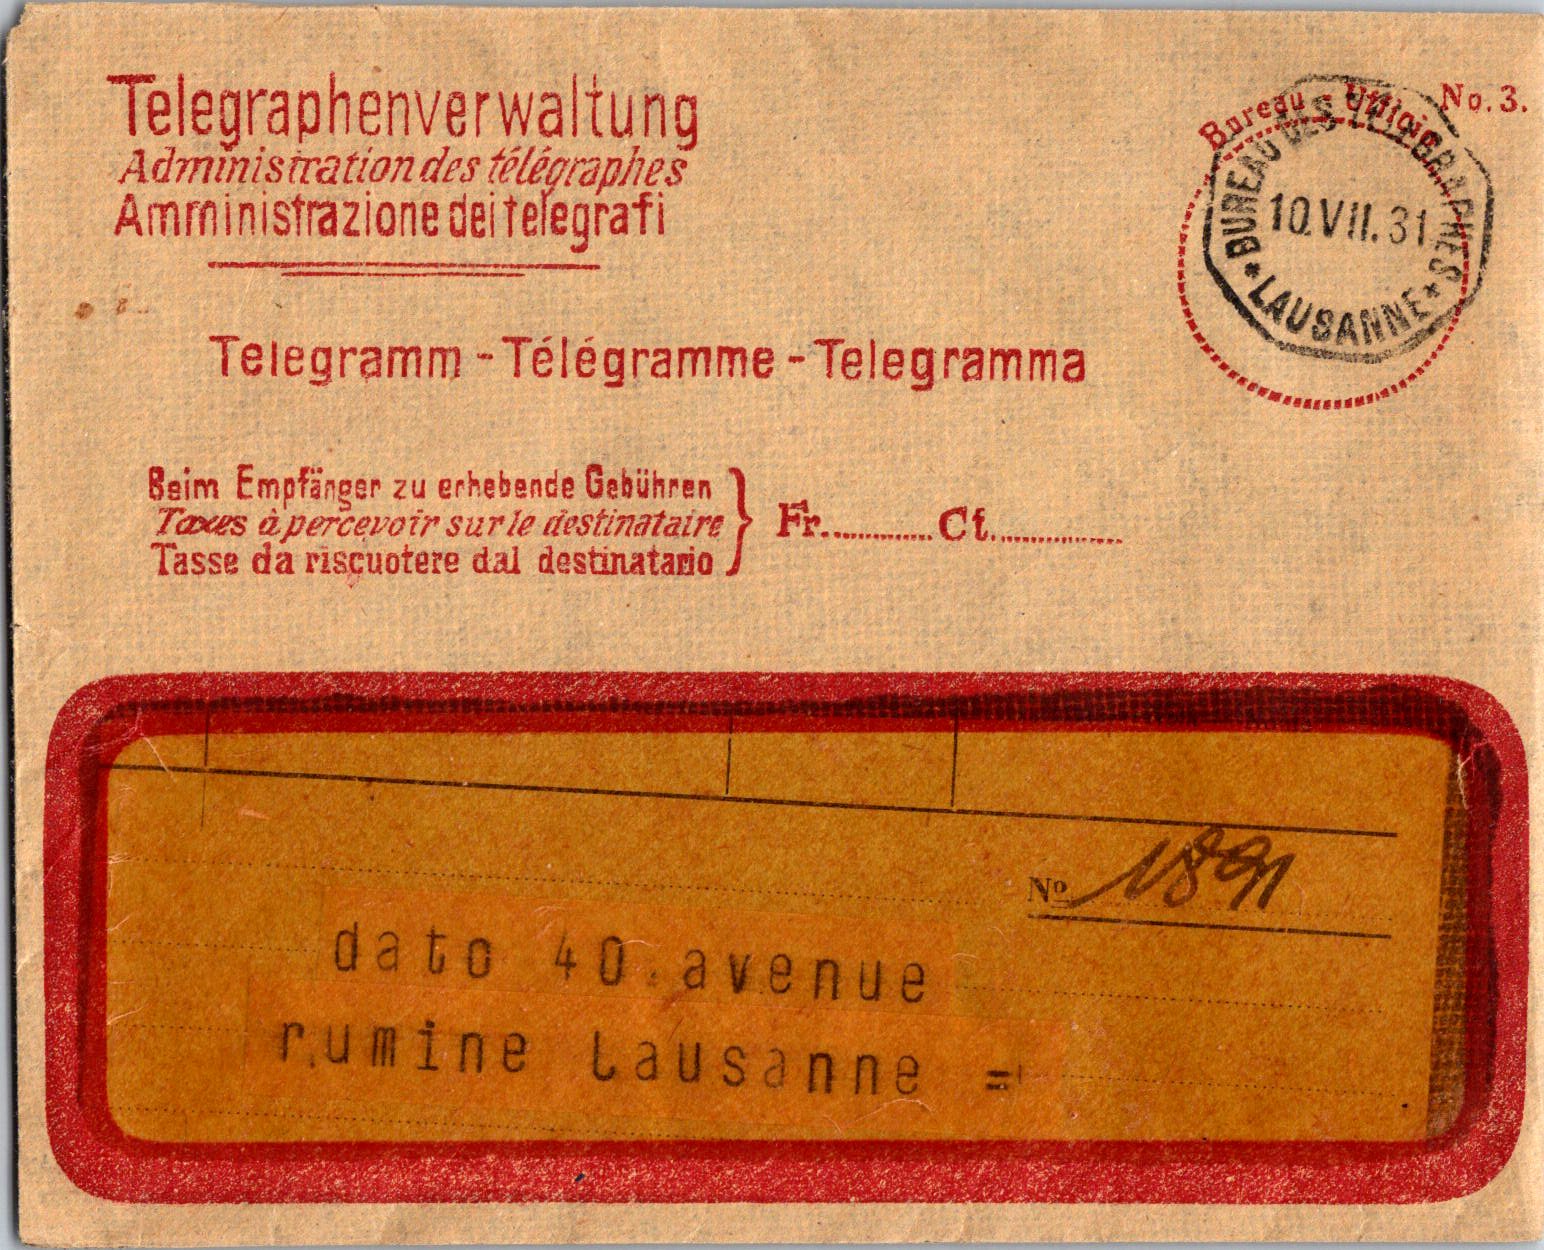 Telegraphenverwaltung
Administration des télégraphes
Amministrazione dei telegrafi
No. 3.
Bureau - Ufficio
BUREAU DES TELEGRAPHES
10.VII.31
* LAUSANNE *
Telegramm - Télégramme - Telegramma
Beim Empfänger zu erhebende Gebühren
Taxes à percevoir sur le destinataire
Tasse da riscuotere dal destinatario
} Fr. ............ Ct. ...............
No 1891
dato 40 avenue
rumine lausanne =